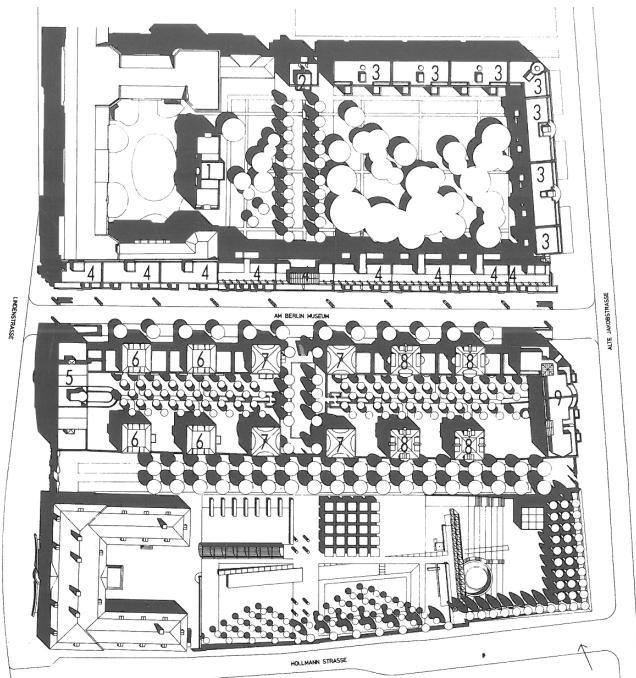 2 3 3 3
3
3
1 3
3
4 4 4 4 4 4 4 4
LINDENSTRASSE
AM BERLIN MUSEUM
ALTE JAKOBSTRASSE
6 6 7 7 8 8
5 9
6 6 7 7 8 8
HOLLMANN STRASSE